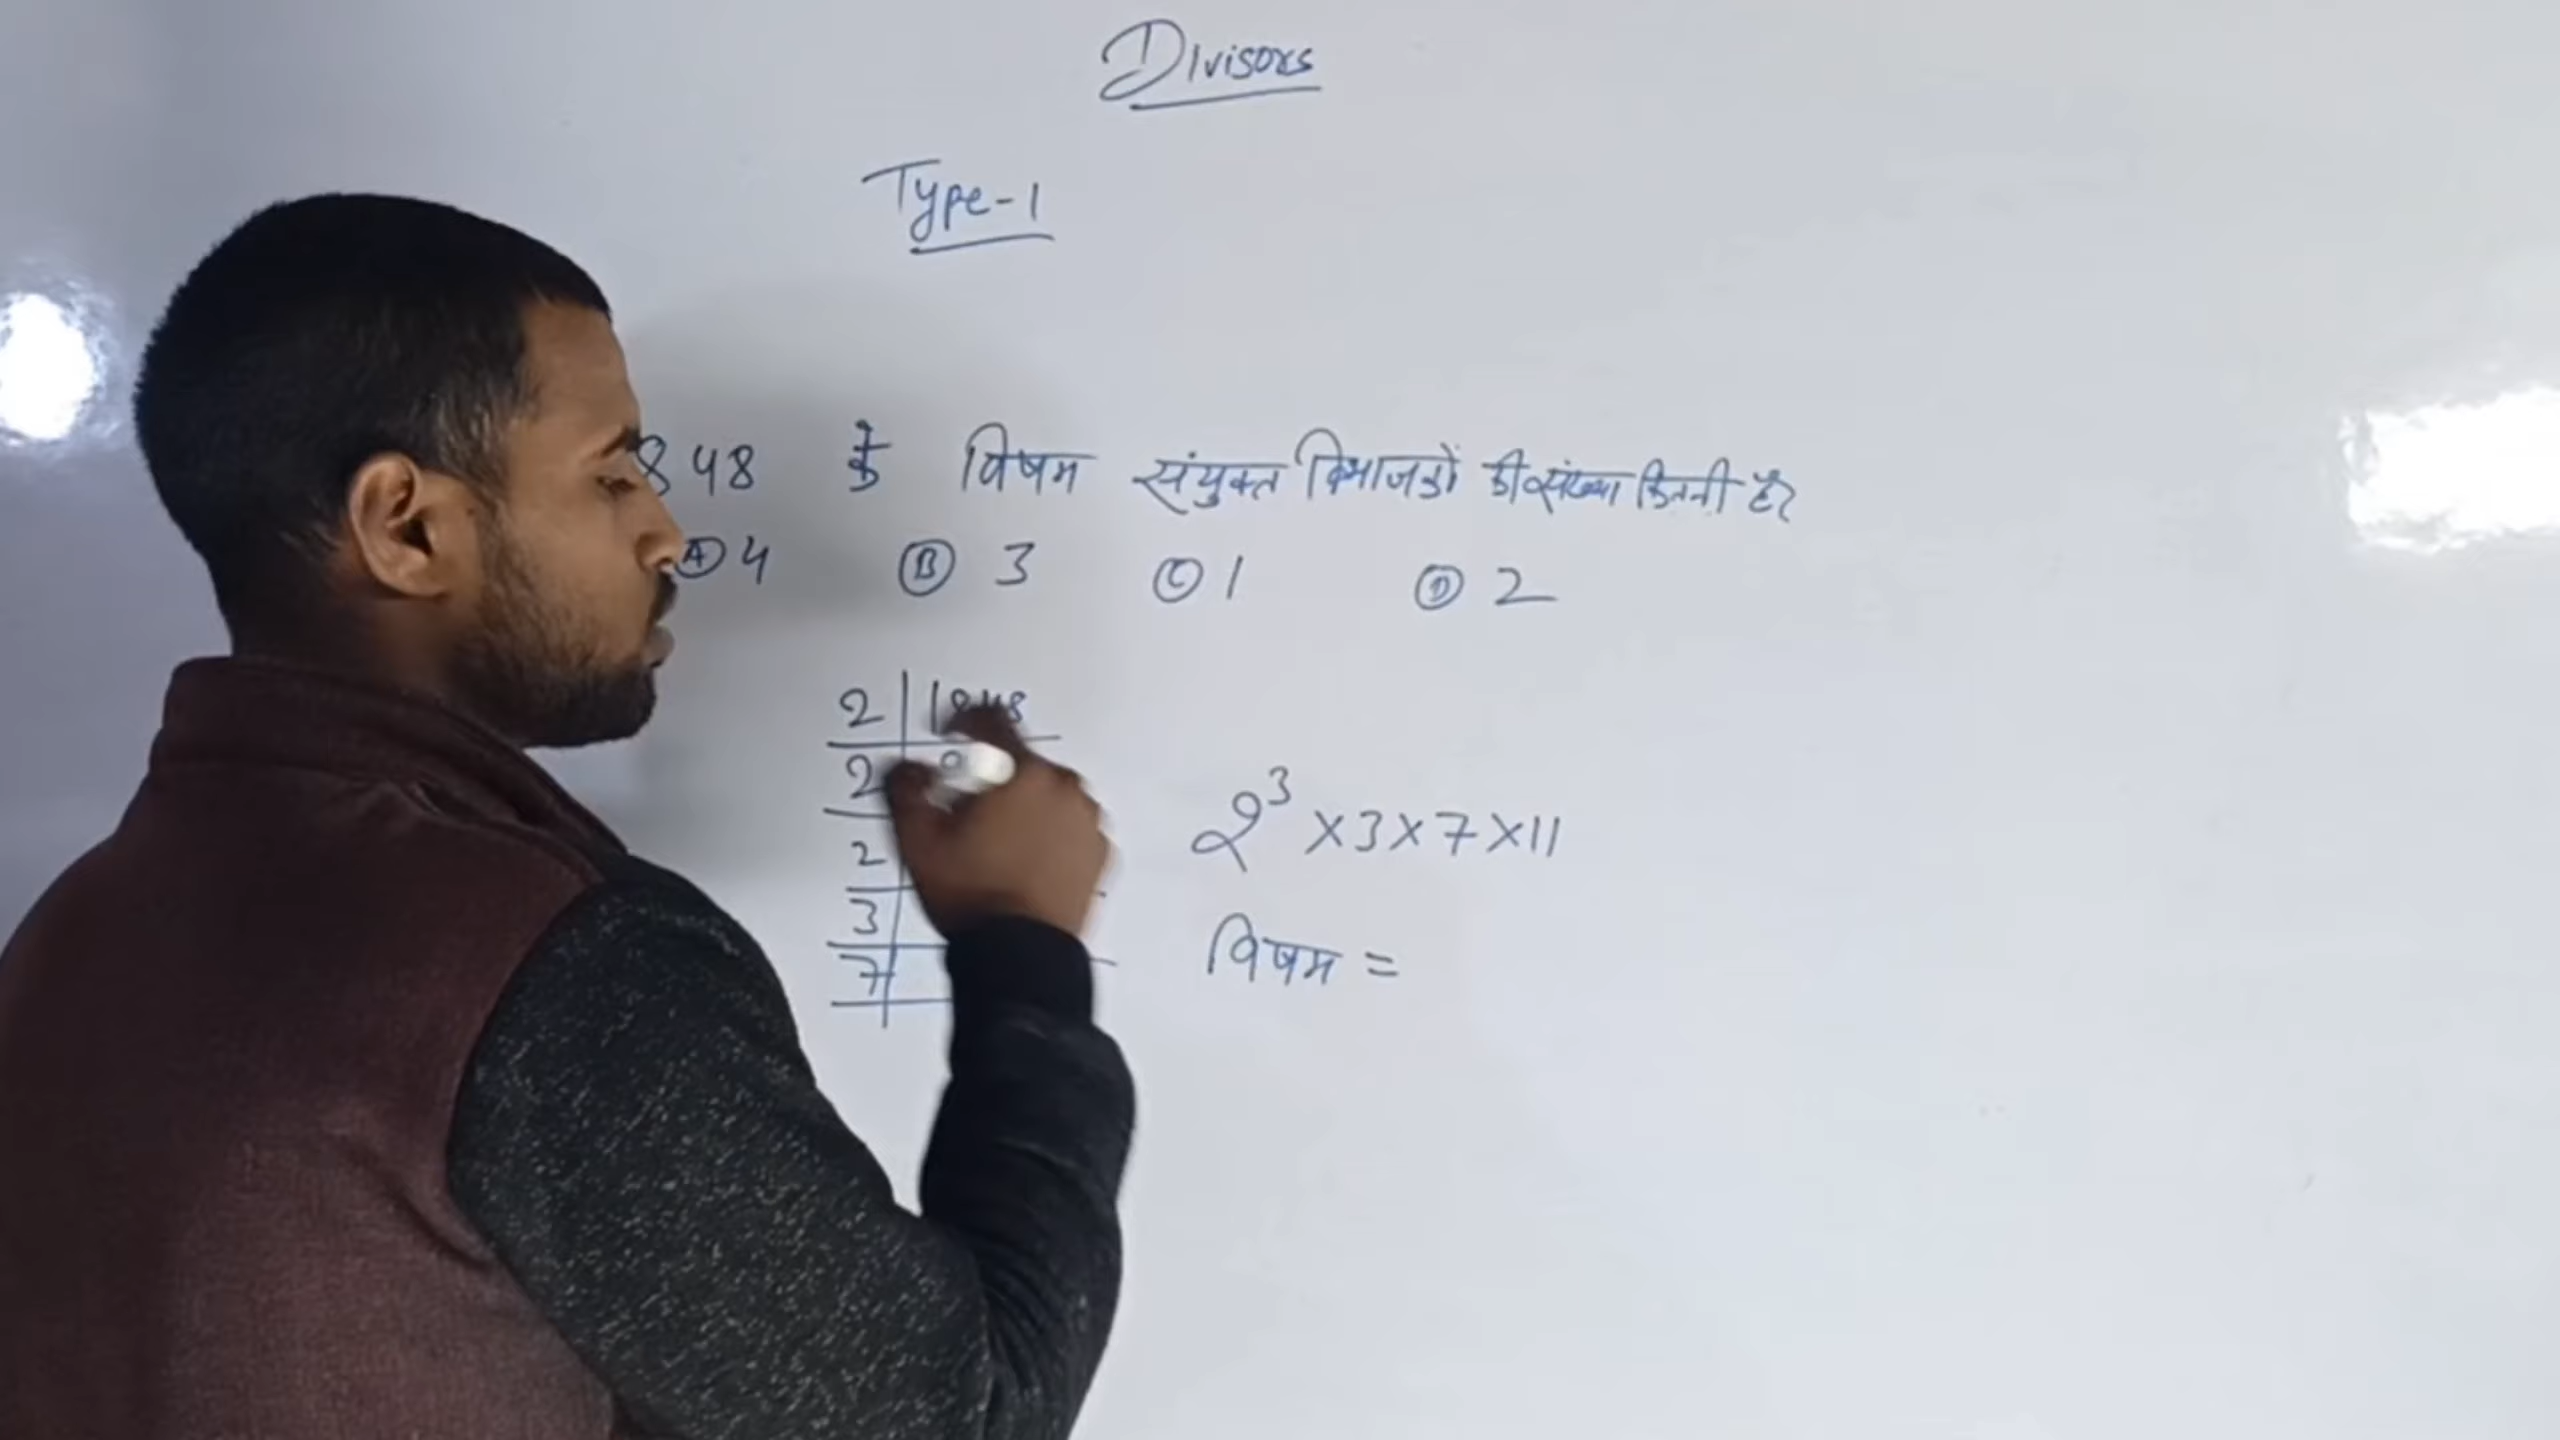 Divisors
Type-1
848 के विषम संयुक्त विभाजकों की संख्या कितनी है?
Ⓐ 4 Ⓑ 3 Ⓒ 1 Ⓓ 2
2 | 1848
2
2
3
7
2³ × 3 × 7 × 11
विषम =